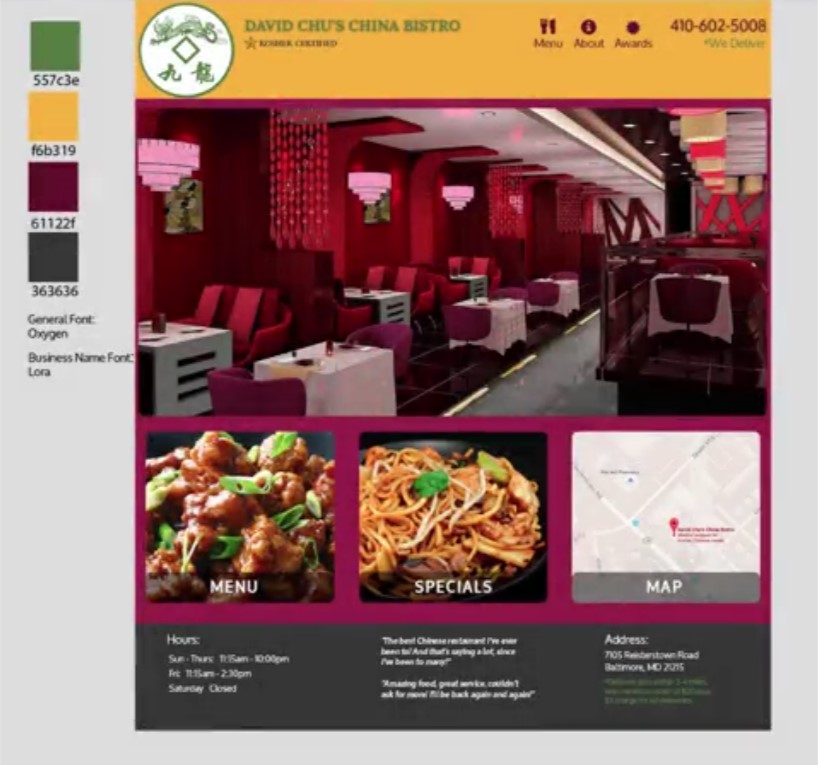 557c3e
f6b319
61122f
363636
General Font:
Oxygen
Business Name Font:
Lora
九 龍
DAVID CHU'S CHINA BISTRO
KOSHER CERTIFIED
Menu
About
Awards
410-602-5008
*We Deliver
MENU
SPECIALS
David Chu's China Bistro
MAP
Hours:
Sun - Thurs: 11:15am - 10:00pm
Fri: 11:15am - 2:30pm
Saturday Closed
"The best Chinese restaurant I've ever
been to! And that's saying a lot, since
I've been to many!"
"Amazing food, great service, couldn't
ask for more! I'll be back again and again!"
Address:
7105 Reisterstown Road
Baltimore, MD 21215